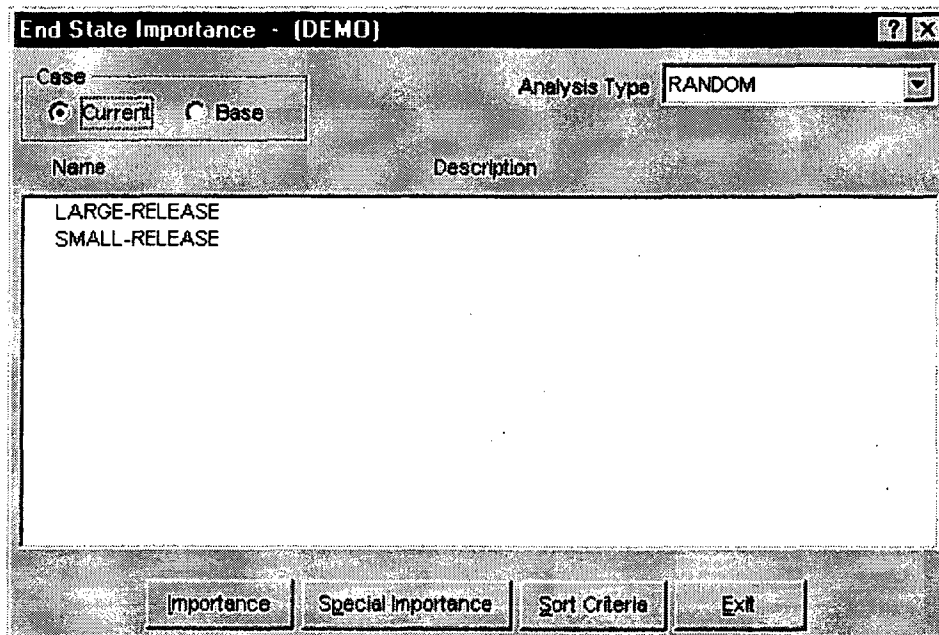 End State Importance - (DEMO)
Case
Current Base
Analysis Type RANDOM
Name Description
LARGE-RELEASE
SMALL-RELEASE
Importance Special Importance Sort Criteria Exit